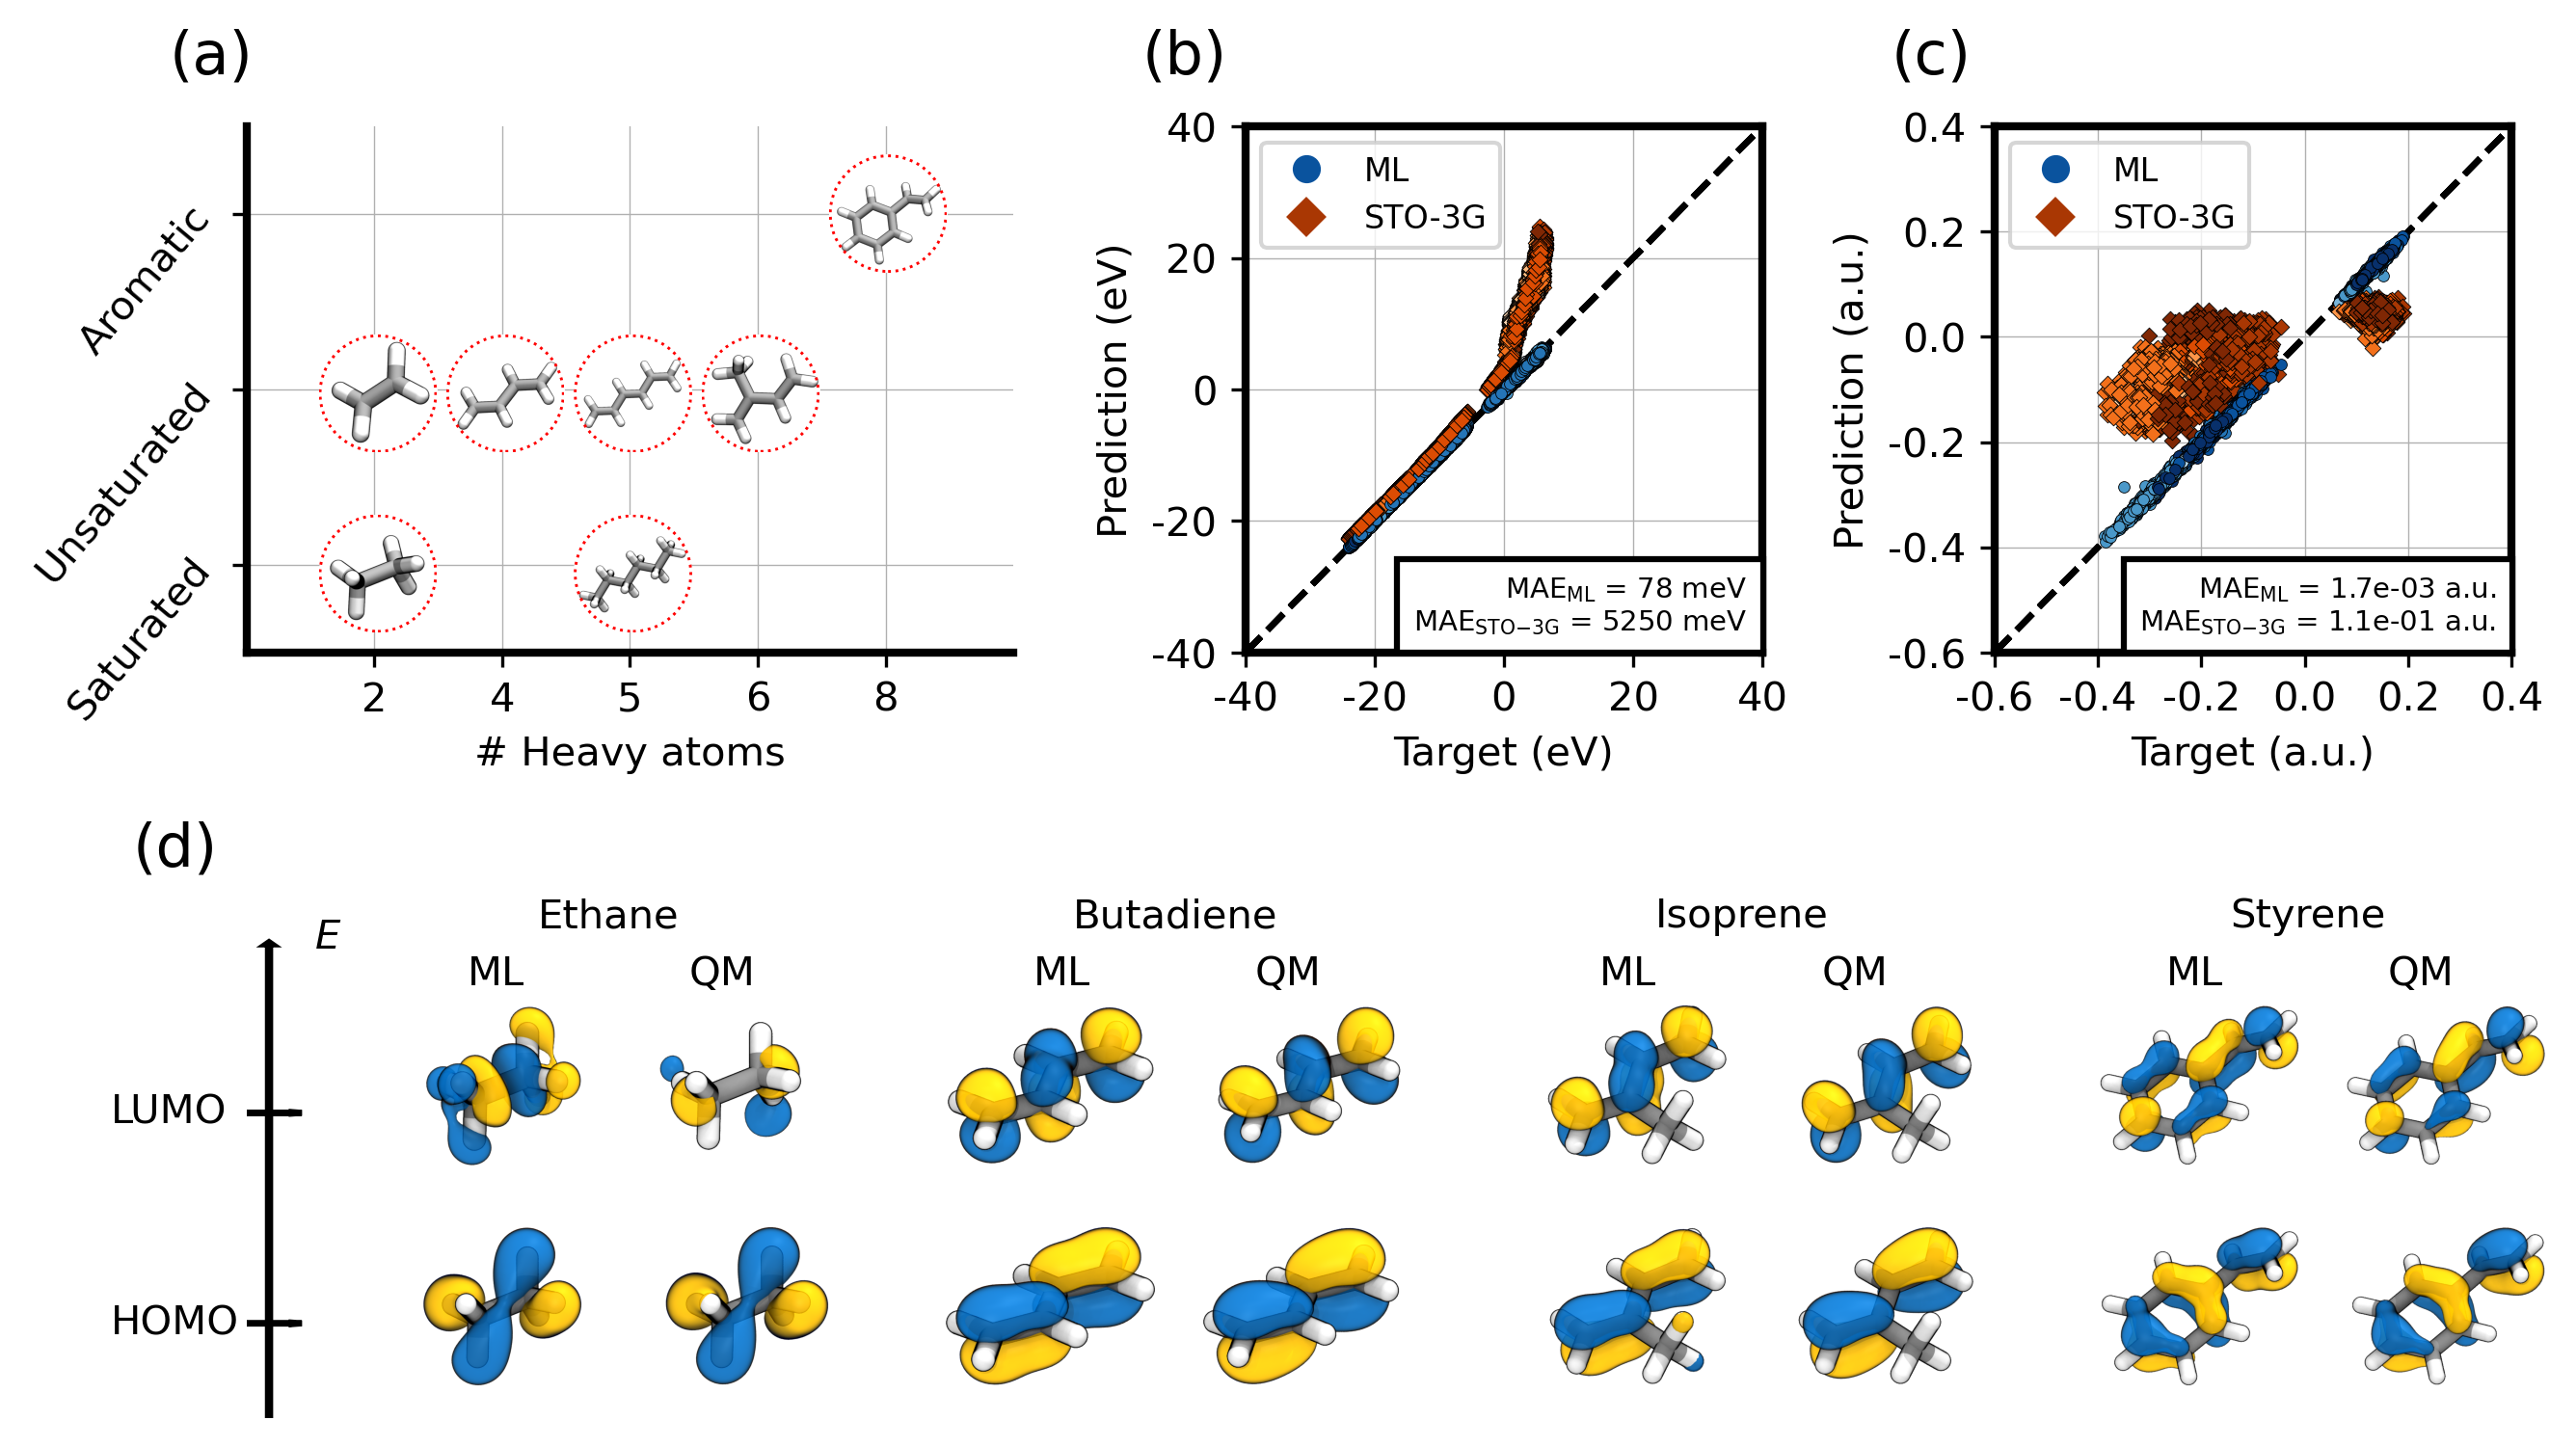 (a)
Aromatic
Unsaturated
Saturated
2 4 5 6 8
# Heavy atoms
(b)
Prediction (eV)
40
20
0
-20
-40
ML
STO-3G
MAE_ML = 78 meV
MAE_STO−3G = 5250 meV
-40 -20 0 20 40
Target (eV)
(c)
Prediction (a.u.)
0.4
0.2
0.0
-0.2
-0.4
-0.6
ML
STO-3G
MAE_ML = 1.7e-03 a.u.
MAE_STO−3G = 1.1e-01 a.u.
-0.6 -0.4 -0.2 0.0 0.2 0.4
Target (a.u.)
(d)
E
Ethane Butadiene Isoprene Styrene
ML QM ML QM ML QM ML QM
LUMO
HOMO